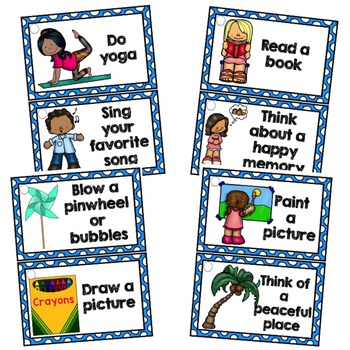 Do
yoga
Sing
your
favorite
song
Blow a
pinwheel
or
bubbles
Crayons
Draw a
picture
Read a
book
Think
about a
happy
memory
Paint
a
picture
Think of
a
peaceful
place